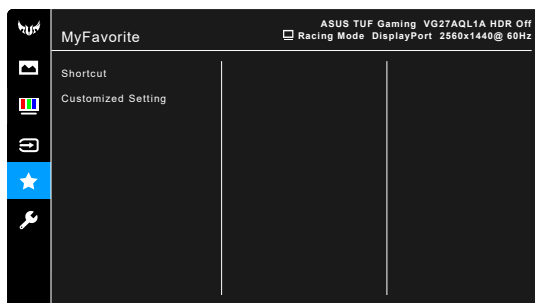 ASUS TUF Gaming VG27AQL1A HDR Off
MyFavorite
Racing Mode DisplayPort 2560x1440@ 60Hz
Shortcut
Customized Setting